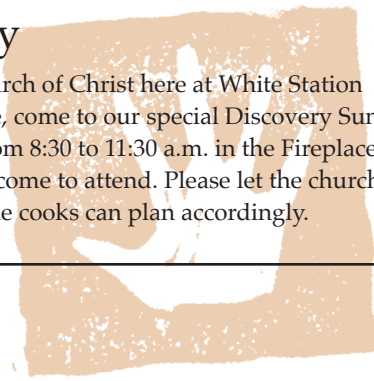 y
rch of Christ here at White Station
, come to our special Discovery Sun
om 8:30 to 11:30 a.m. in the Fireplace
come to attend. Please let the church
e cooks can plan accordingly.